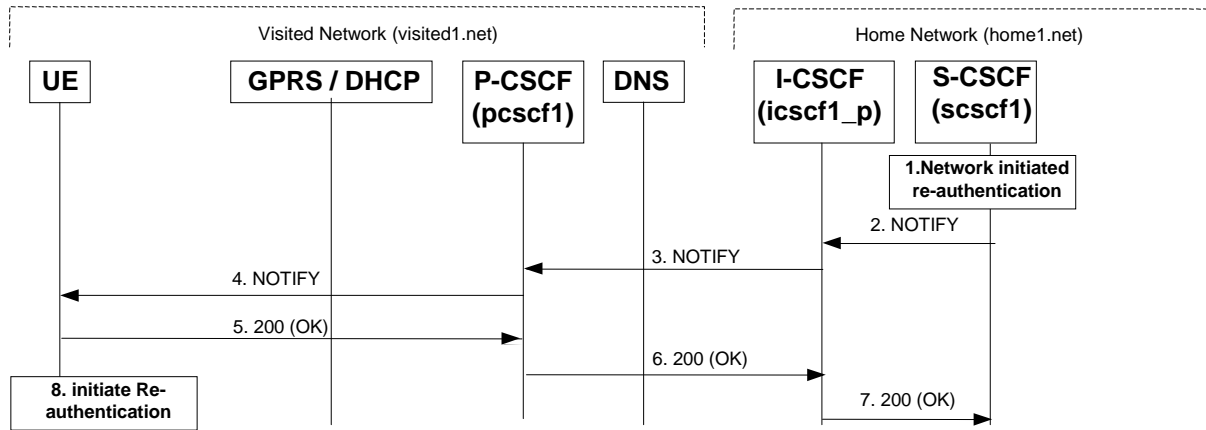 Visited Network (visited1.net)
Home Network (home1.net)
UE
GPRS / DHCP
P-CSCF
(pcscf1)
DNS
I-CSCF
(icscf1_p)
S-CSCF
(scscf1)
1.Network initiated
re-authentication
2. NOTIFY
3. NOTIFY
4. NOTIFY
5. 200 (OK)
6. 200 (OK)
7. 200 (OK)
8. initiate Re-
authentication